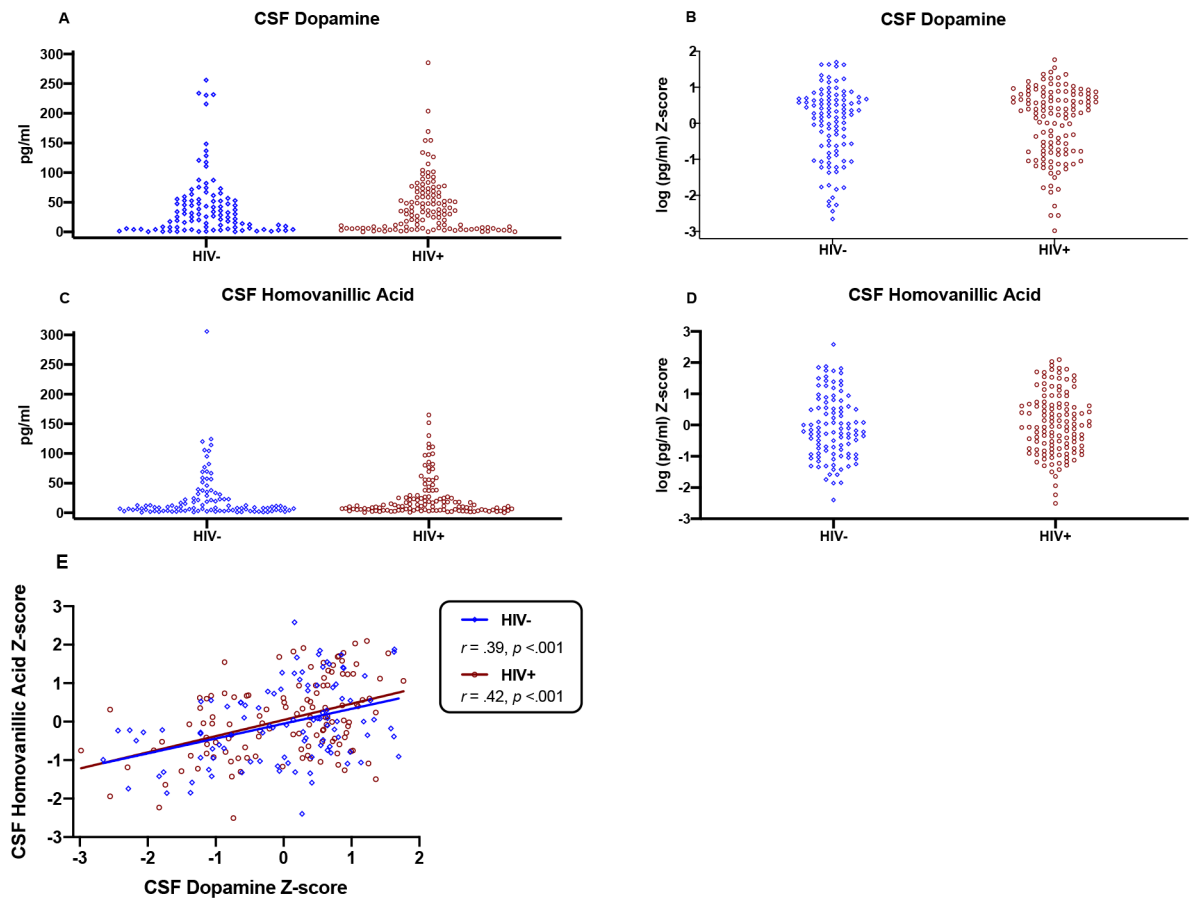 A
CSF Dopamine
300
250
200
150
100
50
0
pg/ml
HIV-
HIV+
B
CSF Dopamine
2
1
0
-1
-2
-3
log (pg/ml) Z-score
HIV-
HIV+
C
CSF Homovanillic Acid
300
250
200
150
100
50
0
pg/ml
HIV-
HIV+
D
CSF Homovanillic Acid
3
2
1
0
-1
-2
-3
log (pg/ml) Z-score
HIV-
HIV+
E
3
2
1
0
-1
-2
-3
CSF Homovanillic Acid Z-score
-3
-2
-1
0
1
2
CSF Dopamine Z-score
HIV-
r = .39, p <.001
HIV+
r = .42, p <.001